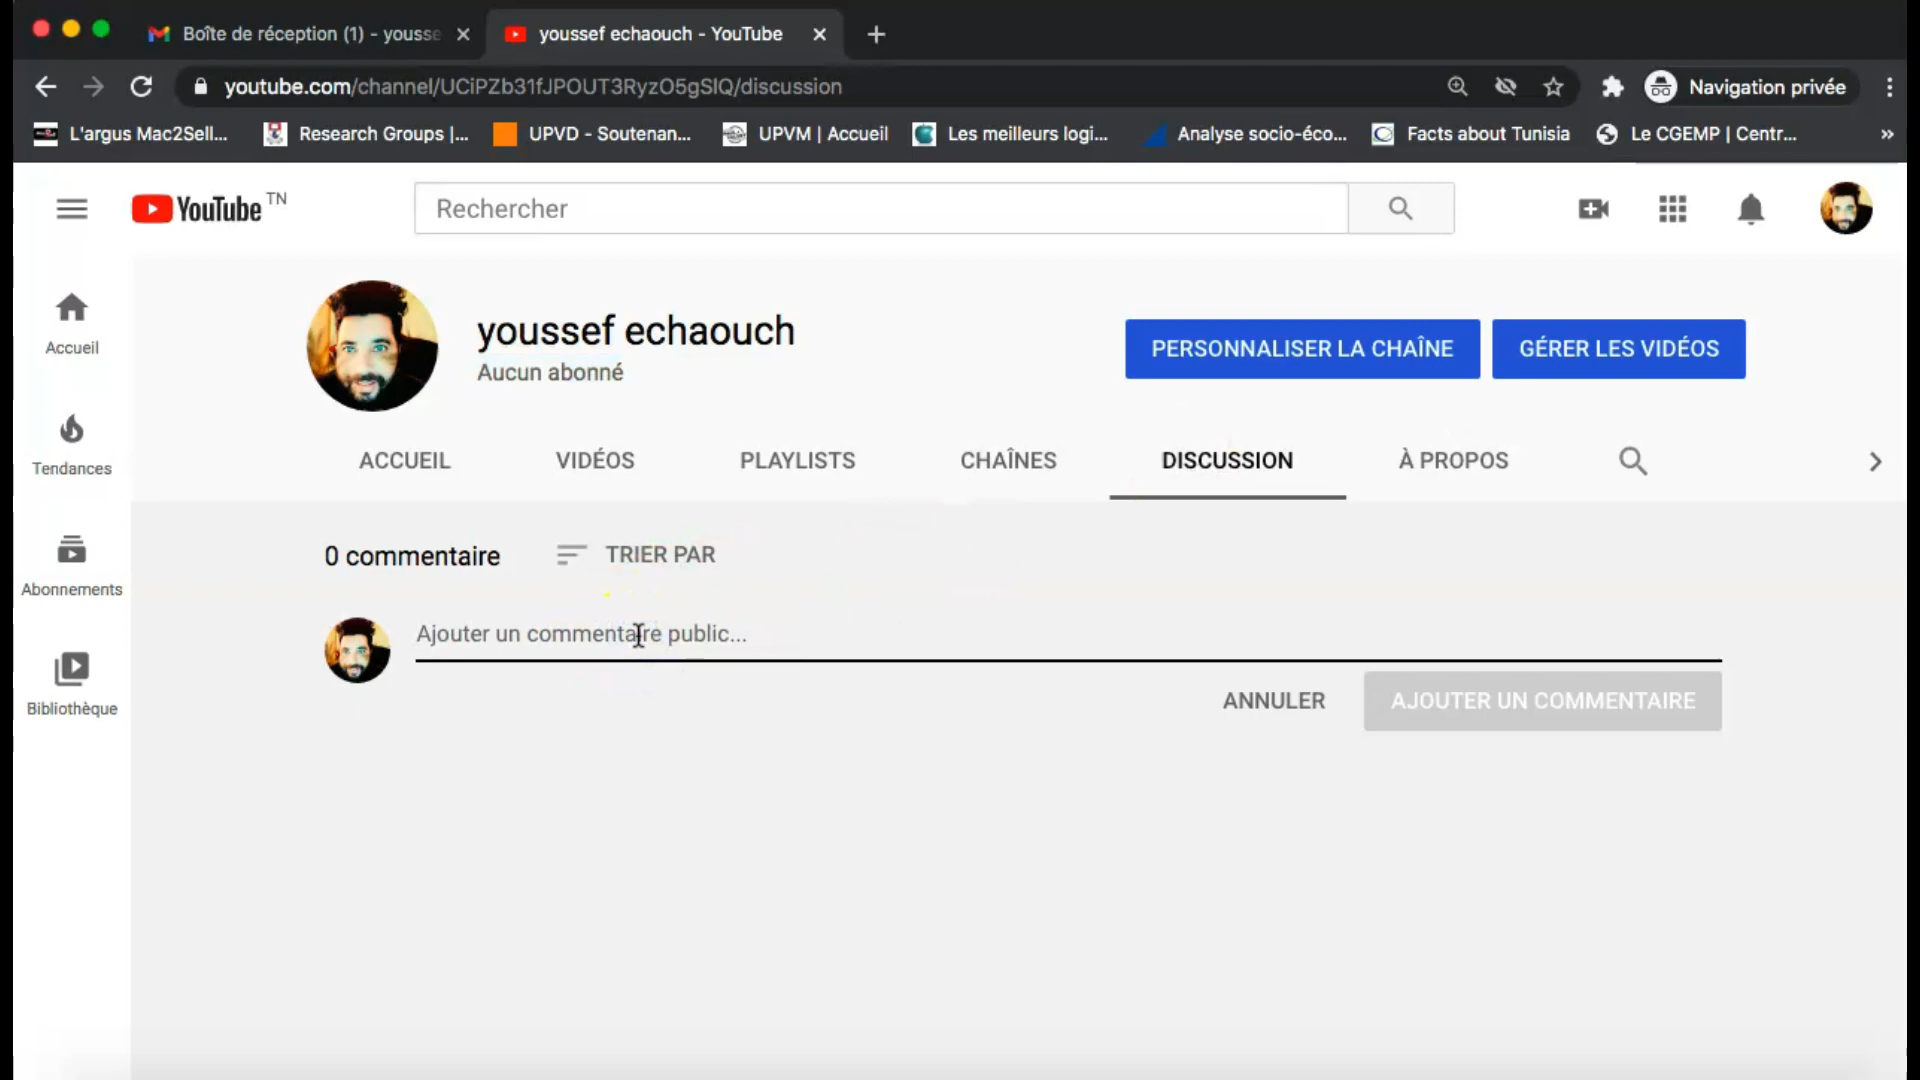 Boîte de réception (1) - yousse
youssef echaouch - YouTube
youtube.com/channel/UCiPZb31fJPOUT3RyzO5gSlQ/discussion
Navigation privée
L'argus Mac2Sell...
Research Groups |...
UPVD - Soutenan...
UPVM | Accueil
Les meilleurs logi...
Analyse socio-éco...
Facts about Tunisia
Le CGEMP | Centr...
YouTube TN
Rechercher
Accueil
Tendances
Abonnements
Bibliothèque
youssef echaouch
Aucun abonné
PERSONNALISER LA CHAÎNE
GÉRER LES VIDÉOS
ACCUEIL
VIDÉOS
PLAYLISTS
CHAÎNES
DISCUSSION
À PROPOS
0 commentaire
TRIER PAR
Ajouter un commentaire public...
ANNULER
AJOUTER UN COMMENTAIRE